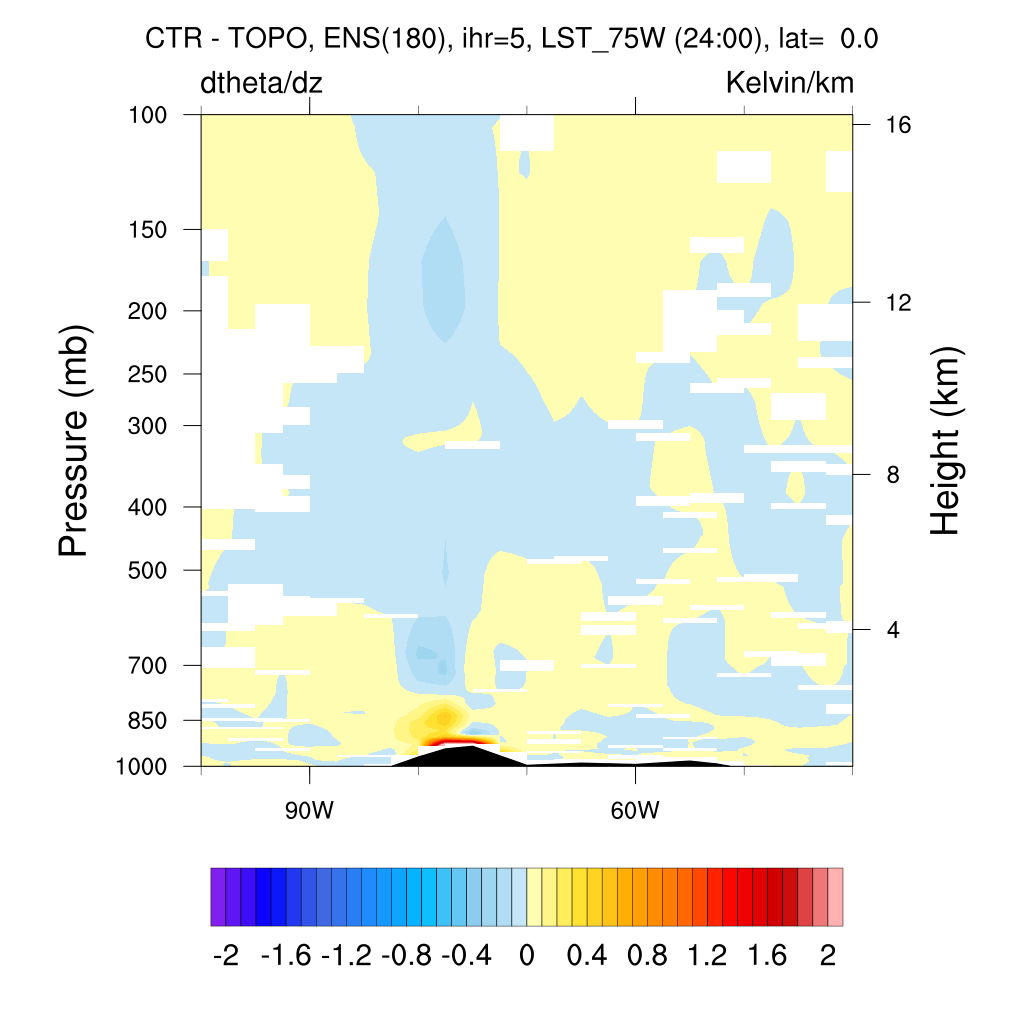 CTR - TOPO, ENS(180), ihr=5, LST_75W (24:00), lat=  0.0
dtheta/dz Kelvin/km
100
150
200
250
300
400
500
700
850
1000
Pressure (mb)
16
12
8
4
Height (km)
90W 60W
-2 -1.6 -1.2 -0.8 -0.4 0 0.4 0.8 1.2 1.6 2